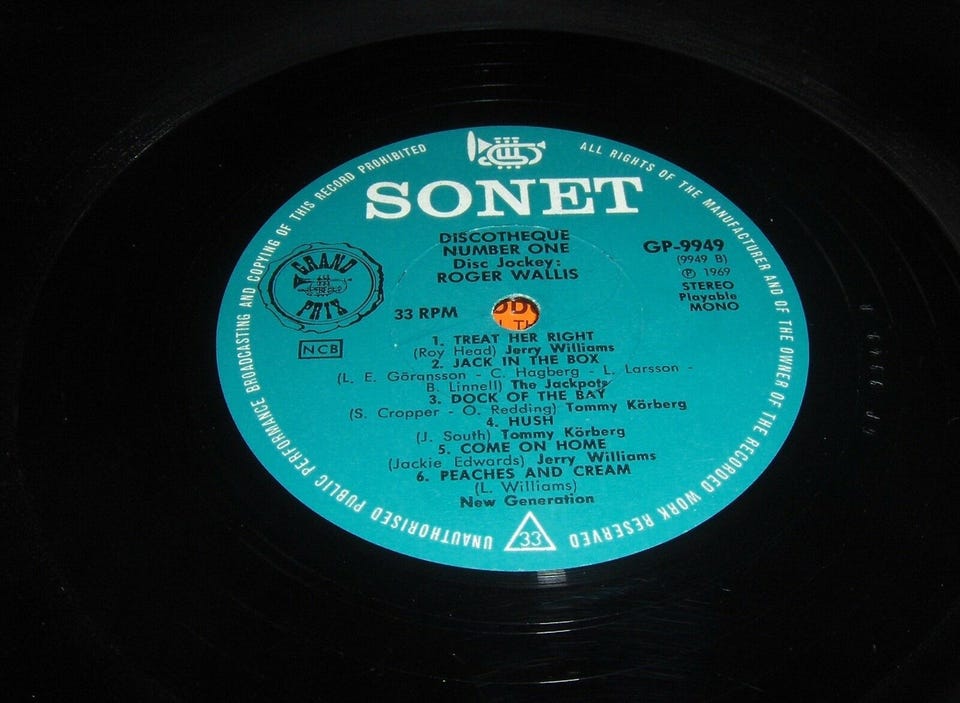 UNAUTHORISED PUBLIC PERFORMANCE BROADCASTING AND COPYING OF THIS RECORD PROHIBITED
ALL RIGHTS OF THE MANUFACTURER AND OF THE OWNER OF THE RECORDED WORK RESERVED
SONET
DiSCOTHEQUE
NUMBER ONE
Disc Jockey:
ROGER WALLIS
GP-9949
(9949 B)
℗ 1969
STEREO
Playable
MONO
GRAND
PRIX
NCB
33 RPM
1. TREAT HER RIGHT
(Roy Head) Jerry Williams
2. JACK IN THE BOX
(L. E. Göransson - C. Hagberg - L. Larsson -
B. Linnell) The Jackpots
3. DOCK OF THE BAY
(S. Cropper - O. Redding) Tommy Körberg
4. HUSH
(J. South) Tommy Körberg
5. COME ON HOME
(Jackie Edwards) Jerry Williams
6. PEACHES AND CREAM
(L. Williams)
New Generation
33